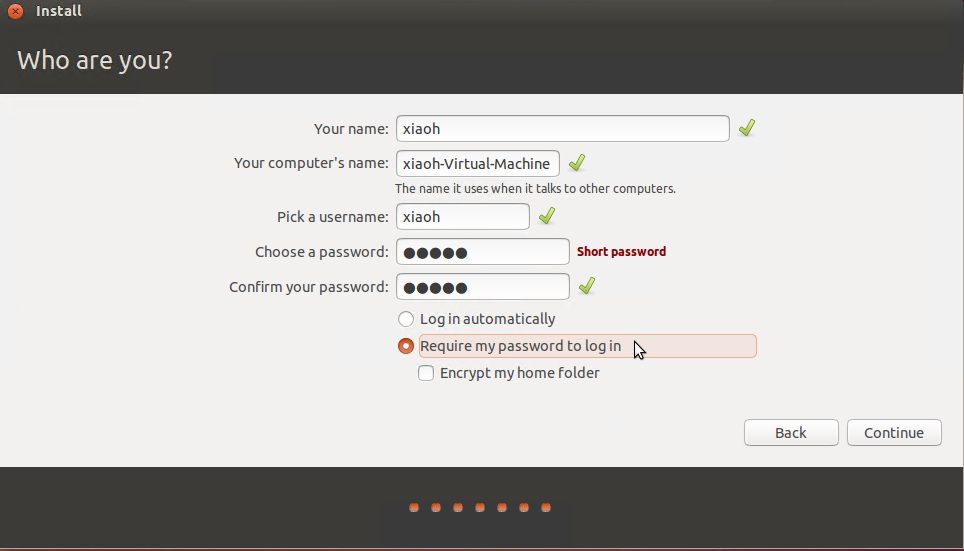 Install
Who are you?
Your name: xiaoh
Your computer's name: xiaoh-Virtual-Machine
The name it uses when it talks to other computers.
Pick a username: xiaoh
Choose a password: ●●●●● Short password
Confirm your password: ●●●●●
Log in automatically
Require my password to log in
Encrypt my home folder
Back Continue